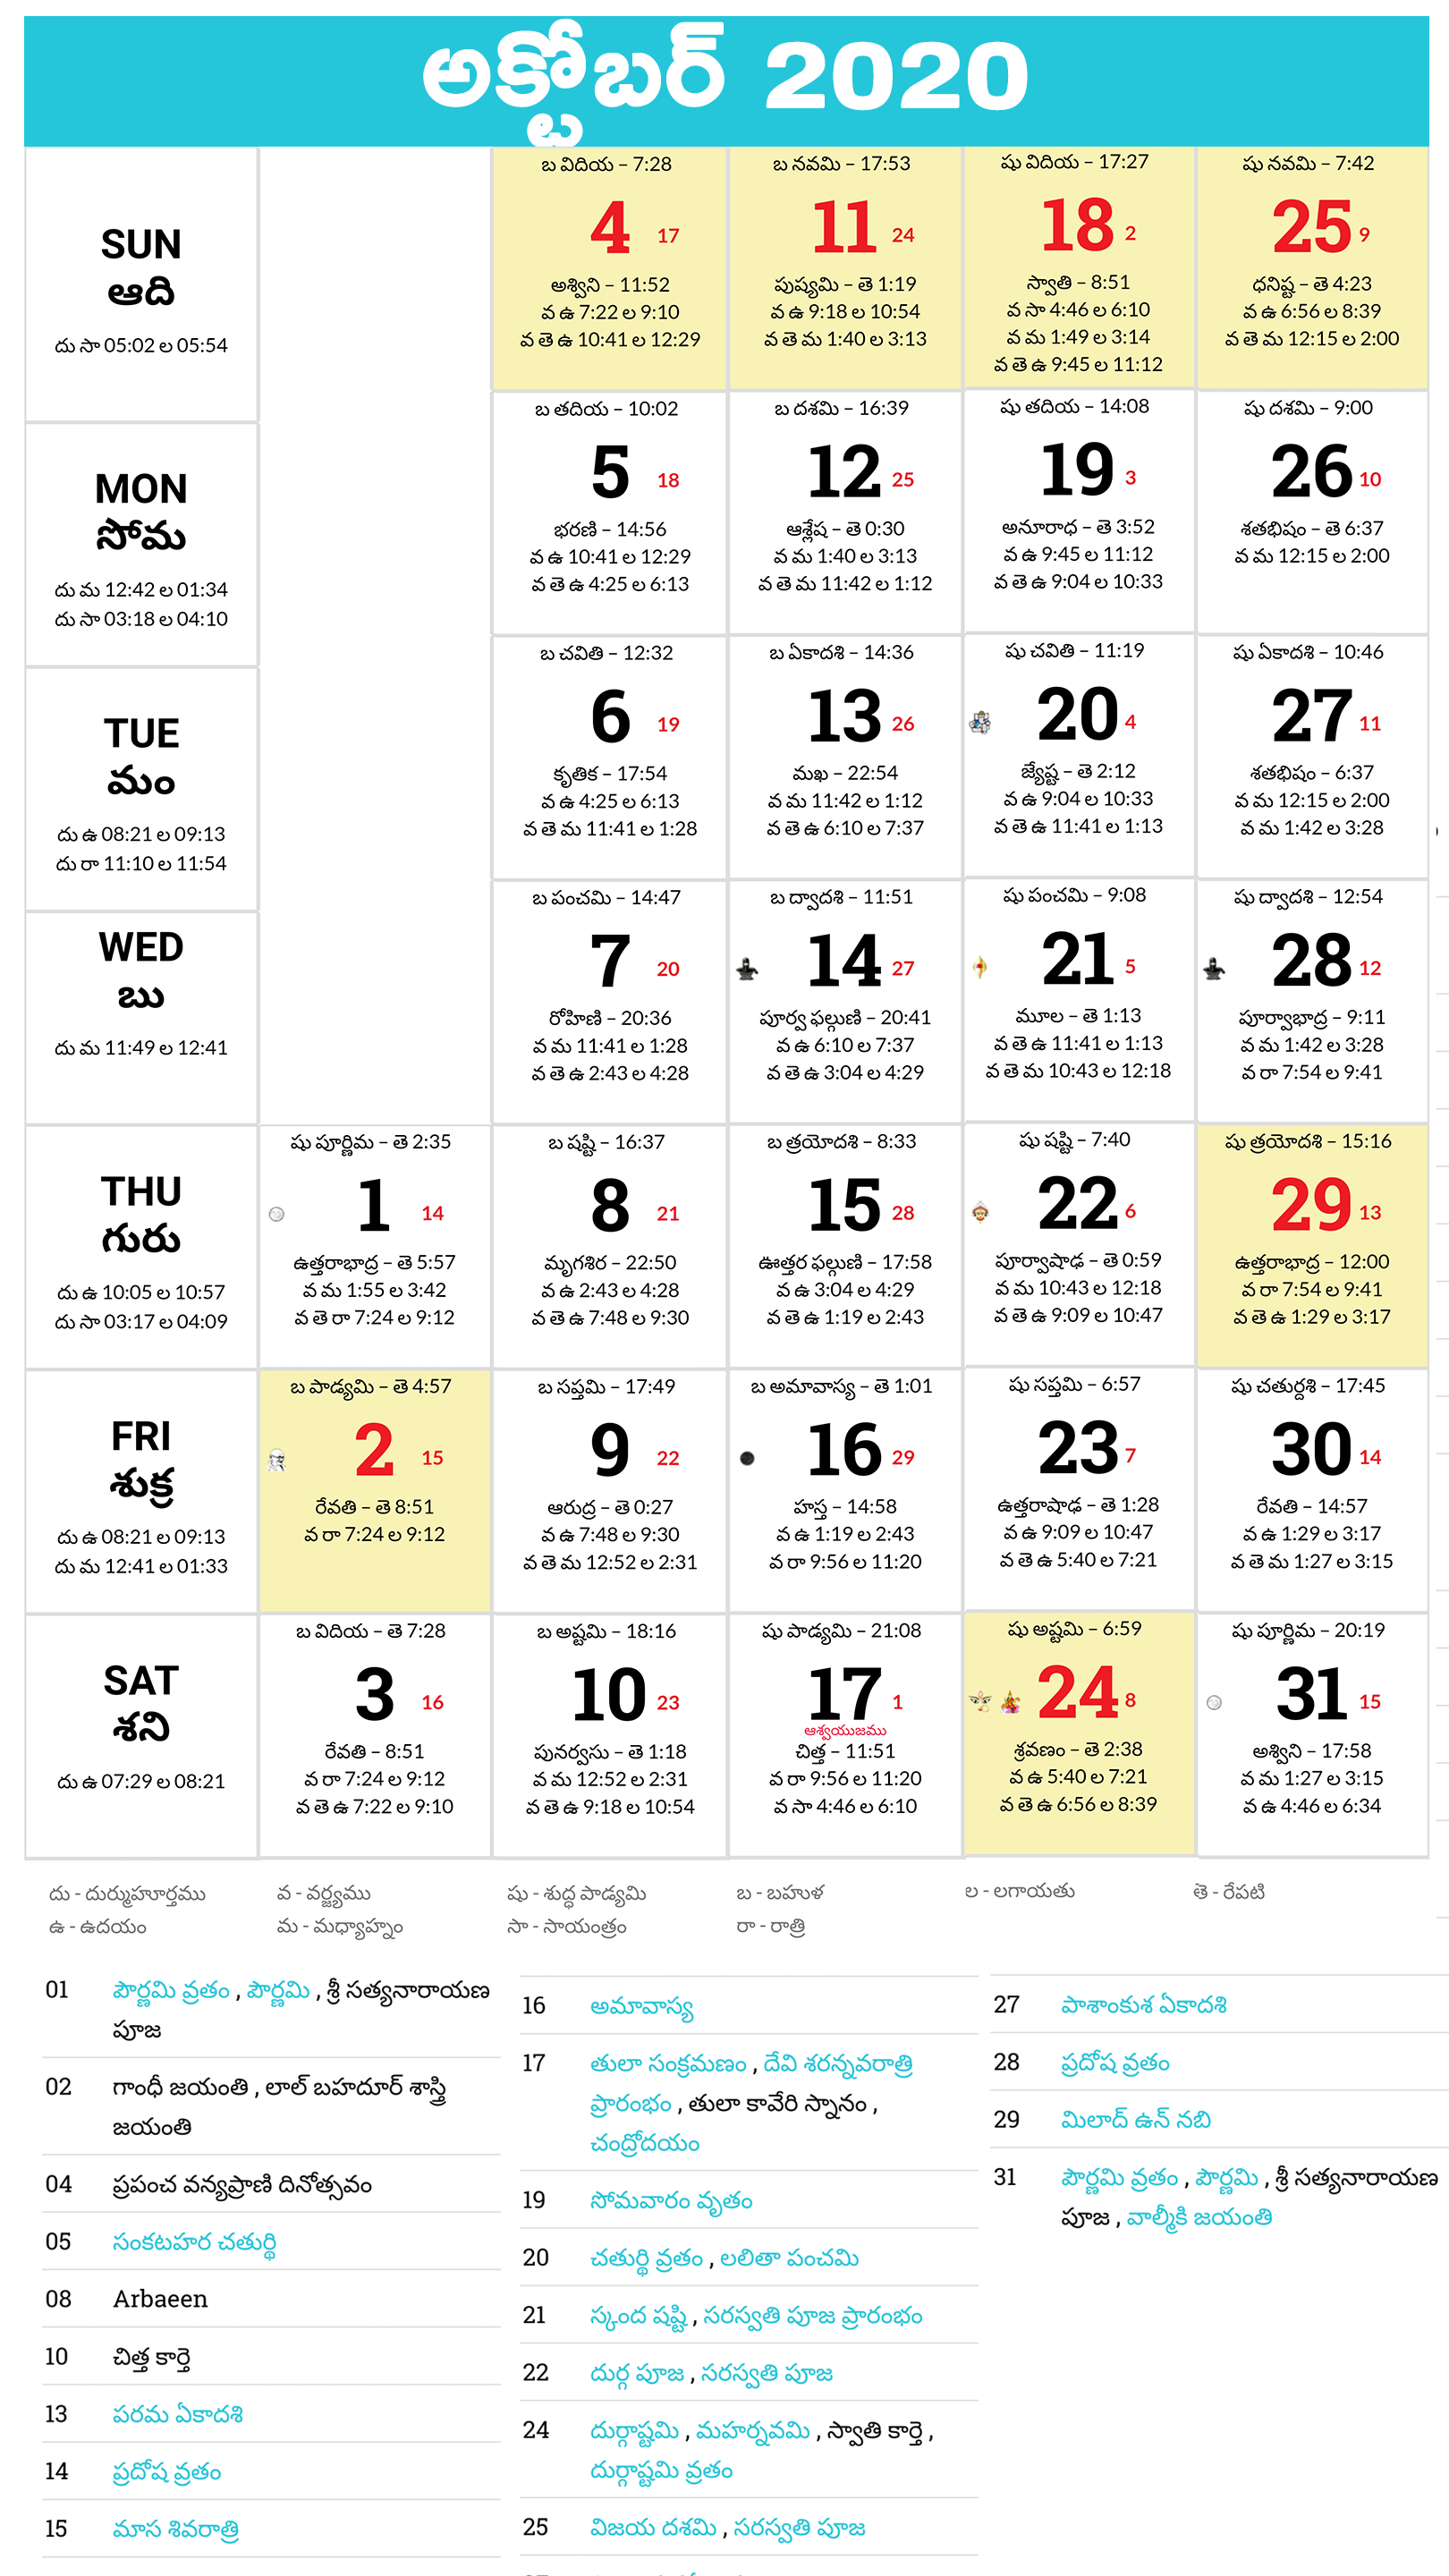 అక్టోబర్ 2020
SUN
ఆది
దు సా 05:02 ల 05:54
బ విదియ – 7:28
4 17
అశ్విని – 11:52
వ ఉ 7:22 ల 9:10
వ తె ఉ 10:41 ల 12:29
బ నవమి – 17:53
11 24
పుష్యమి – తె 1:19
వ ఉ 9:18 ల 10:54
వ తె మ 1:40 ల 3:13
షు విదియ – 17:27
18 2
స్వాతి – 8:51
వ సా 4:46 ల 6:10
వ మ 1:49 ల 3:14
వ తె ఉ 9:45 ల 11:12
షు నవమి – 7:42
25 9
ధనిష్ట – తె 4:23
వ ఉ 6:56 ల 8:39
వ తె మ 12:15 ల 2:00
MON
సోమ
దు మ 12:42 ల 01:34
దు సా 03:18 ల 04:10
బ తదియ – 10:02
5 18
భరణి – 14:56
వ ఉ 10:41 ల 12:29
వ తె ఉ 4:25 ల 6:13
బ దశమి – 16:39
12 25
ఆశ్లేష – తె 0:30
వ మ 1:40 ల 3:13
వ తె మ 11:42 ల 1:12
షు తదియ – 14:08
19 3
అనూరాధ – తె 3:52
వ ఉ 9:45 ల 11:12
వ తె ఉ 9:04 ల 10:33
షు దశమి – 9:00
26 10
శతభిషం – తె 6:37
వ మ 12:15 ల 2:00
TUE
మం
దు ఉ 08:21 ల 09:13
దు రా 11:10 ల 11:54
బ చవితి – 12:32
6 19
కృతిక – 17:54
వ ఉ 4:25 ల 6:13
వ తె మ 11:41 ల 1:28
బ ఏకాదశి – 14:36
13 26
మఖ – 22:54
వ మ 11:42 ల 1:12
వ తె ఉ 6:10 ల 7:37
షు చవితి – 11:19
20 4
జ్యేష్ట – తె 2:12
వ ఉ 9:04 ల 10:33
వ తె ఉ 11:41 ల 1:13
షు ఏకాదశి – 10:46
27 11
శతభిషం – 6:37
వ మ 12:15 ల 2:00
వ మ 1:42 ల 3:28
WED
బు
దు మ 11:49 ల 12:41
బ పంచమి – 14:47
7 20
రోహిణి – 20:36
వ మ 11:41 ల 1:28
వ తె ఉ 2:43 ల 4:28
బ ద్వాదశి – 11:51
14 27
పూర్వ ఫల్గుణి – 20:41
వ ఉ 6:10 ల 7:37
వ తె ఉ 3:04 ల 4:29
షు పంచమి – 9:08
21 5
మూల – తె 1:13
వ తె ఉ 11:41 ల 1:13
వ తె మ 10:43 ల 12:18
షు ద్వాదశి – 12:54
28 12
పూర్వాభాద్ర – 9:11
వ మ 1:42 ల 3:28
వ రా 7:54 ల 9:41
THU
గురు
దు ఉ 10:05 ల 10:57
దు సా 03:17 ల 04:09
షు పూర్ణిమ – తె 2:35
1 14
ఉత్తరాభాద్ర – తె 5:57
వ మ 1:55 ల 3:42
వ తె రా 7:24 ల 9:12
బ షష్టి – 16:37
8 21
మృగశిర – 22:50
వ ఉ 2:43 ల 4:28
వ తె ఉ 7:48 ల 9:30
బ త్రయోదశి – 8:33
15 28
ఊత్తర ఫల్గుణి – 17:58
వ ఉ 3:04 ల 4:29
వ తె ఉ 1:19 ల 2:43
షు షష్టి – 7:40
22 6
పూర్వాషాఢ – తె 0:59
వ మ 10:43 ల 12:18
వ తె ఉ 9:09 ల 10:47
షు త్రయోదశి – 15:16
29 13
ఉత్తరాభాద్ర – 12:00
వ రా 7:54 ల 9:41
వ తె ఉ 1:29 ల 3:17
FRI
శుక్ర
దు ఉ 08:21 ల 09:13
దు మ 12:41 ల 01:33
బ పాడ్యమి – తె 4:57
2 15
రేవతి – తె 8:51
వ రా 7:24 ల 9:12
బ సప్తమి – 17:49
9 22
ఆరుద్ర – తె 0:27
వ ఉ 7:48 ల 9:30
వ తె మ 12:52 ల 2:31
బ అమావాస్య – తె 1:01
16 29
హస్త – 14:58
వ ఉ 1:19 ల 2:43
వ రా 9:56 ల 11:20
షు సప్తమి – 6:57
23 7
ఉత్తరాషాఢ – తె 1:28
వ ఉ 9:09 ల 10:47
వ తె ఉ 5:40 ల 7:21
షు చతుర్దశి – 17:45
30 14
రేవతి – 14:57
వ ఉ 1:29 ల 3:17
వ తె మ 1:27 ల 3:15
SAT
శని
దు ఉ 07:29 ల 08:21
బ విదియ – తె 7:28
3 16
రేవతి – 8:51
వ రా 7:24 ల 9:12
వ తె ఉ 7:22 ల 9:10
బ అష్టమి – 18:16
10 23
పునర్వసు – తె 1:18
వ మ 12:52 ల 2:31
వ తె ఉ 9:18 ల 10:54
షు పాడ్యమి – 21:08
17 1
ఆశ్వయుజము
చిత్త – 11:51
వ రా 9:56 ల 11:20
వ సా 4:46 ల 6:10
షు అష్టమి – 6:59
24 8
శ్రవణం – తె 2:38
వ ఉ 5:40 ల 7:21
వ తె ఉ 6:56 ల 8:39
షు పూర్ణిమ – 20:19
31 15
అశ్విని – 17:58
వ మ 1:27 ల 3:15
వ ఉ 4:46 ల 6:34
దు - దుర్ముహూర్తము వ - వర్జ్యము షు - శుద్ధ పాడ్యమి బ - బహుళ ల - లగాయతు తె - రేపటి
ఉ - ఉదయం మ - మధ్యాహ్నం సా - సాయంత్రం రా - రాత్రి
01 పౌర్ణమి వ్రతం , పౌర్ణమి , శ్రీ సత్యనారాయణ
పూజ
02 గాంధీ జయంతి , లాల్ బహదూర్ శాస్త్రి
జయంతి
04 ప్రపంచ వన్యప్రాణి దినోత్సవం
05 సంకటహర చతుర్థి
08 Arbaeen
10 చిత్త కార్తె
13 పరమ ఏకాదశి
14 ప్రదోష వ్రతం
15 మాస శివరాత్రి
16 అమావాస్య
17 తులా సంక్రమణం , దేవి శరన్నవరాత్రి
ప్రారంభం , తులా కావేరి స్నానం ,
చంద్రోదయం
19 సోమవారం వృతం
20 చతుర్థి వ్రతం , లలితా పంచమి
21 స్కంద షష్టి , సరస్వతి పూజ ప్రారంభం
22 దుర్గ పూజ , సరస్వతి పూజ
24 దుర్గాష్టమి , మహర్నవమి , స్వాతి కార్తె ,
దుర్గాష్టమి వ్రతం
25 విజయ దశమి , సరస్వతి పూజ
27 పాశాంకుశ ఏకాదశి
28 ప్రదోష వ్రతం
29 మిలాద్ ఉన్ నబి
31 పౌర్ణమి వ్రతం , పౌర్ణమి , శ్రీ సత్యనారాయణ
పూజ , వాల్మీకి జయంతి